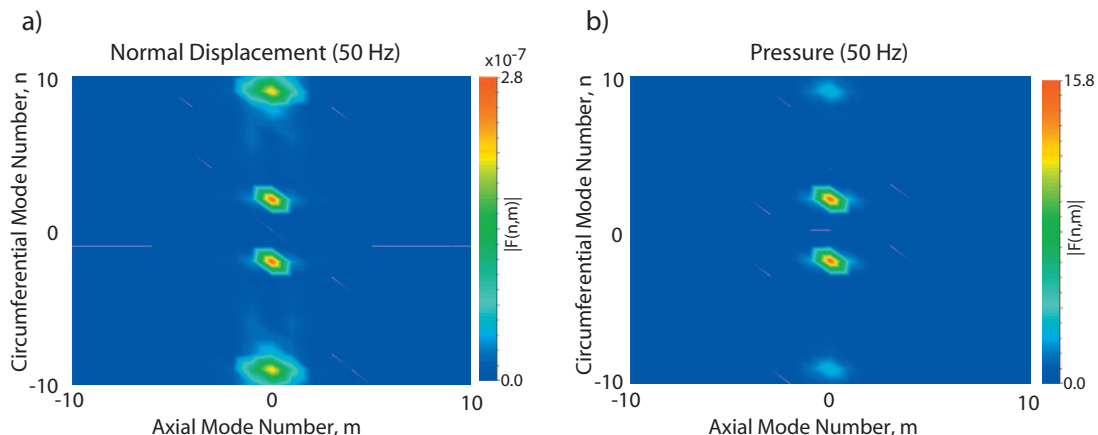 a)
Normal Displacement (50 Hz)
x10-7
2.8
|F(n,m)|
0.0
Circumferential Mode Number, n
10
0
-10
-10
0
10
Axial Mode Number, m
b)
Pressure (50 Hz)
15.8
|F(n,m)|
0.0
Circumferential Mode Number, n
10
0
-10
-10
0
10
Axial Mode Number, m